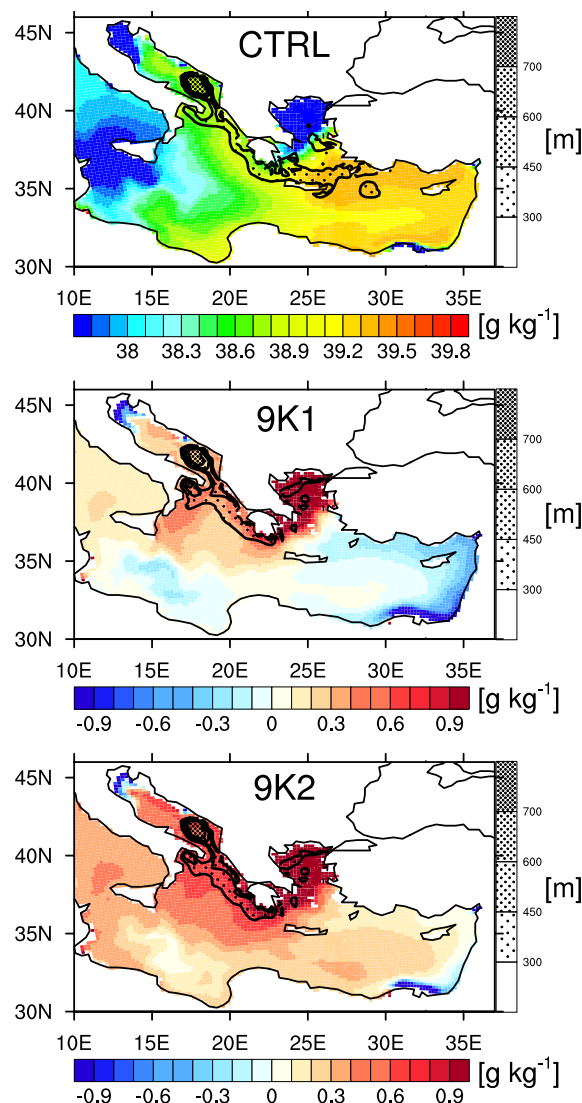 45N
CTRL
40N
35N
30N
10E 15E 20E 25E 30E 35E
700
600
[m]
450
300
38 38.3 38.6 38.9 39.2 39.5 39.8
[g kg-1]
45N
9K1
40N
35N
30N
10E 15E 20E 25E 30E 35E
700
600
[m]
450
300
-0.9 -0.6 -0.3 0 0.3 0.6 0.9
[g kg-1]
45N
9K2
40N
35N
30N
10E 15E 20E 25E 30E 35E
700
600
[m]
450
300
-0.9 -0.6 -0.3 0 0.3 0.6 0.9
[g kg-1]